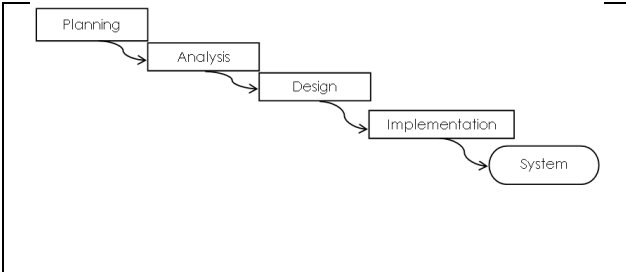 Planning
Analysis
Design
Implementation
System